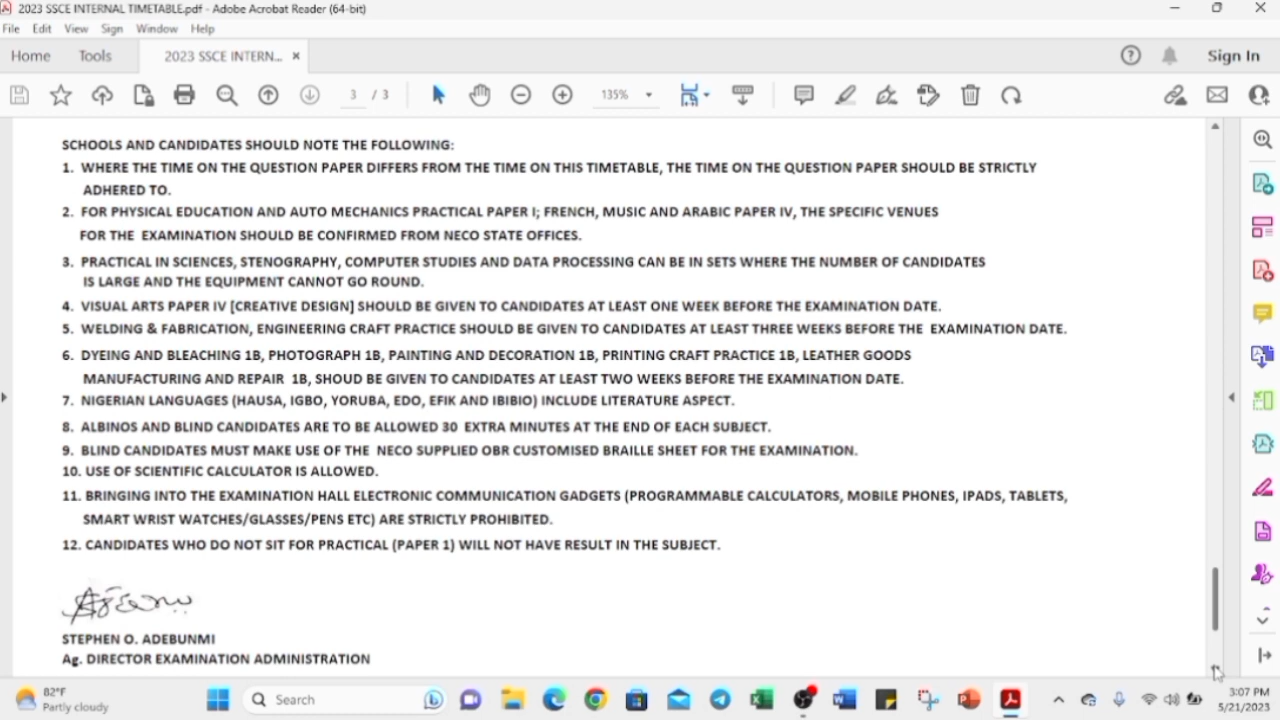 2023 SSCE INTERNAL TIMETABLE.pdf - Adobe Acrobat Reader (64-bit)
File Edit View Sign Window Help
Home Tools 2023 SSCE INTERN... × Sign In
3 / 3 135%
SCHOOLS AND CANDIDATES SHOULD NOTE THE FOLLOWING:
1. WHERE THE TIME ON THE QUESTION PAPER DIFFERS FROM THE TIME ON THIS TIMETABLE, THE TIME ON THE QUESTION PAPER SHOULD BE STRICTLY
ADHERED TO.
2. FOR PHYSICAL EDUCATION AND AUTO MECHANICS PRACTICAL PAPER I; FRENCH, MUSIC AND ARABIC PAPER IV, THE SPECIFIC VENUES
FOR THE EXAMINATION SHOULD BE CONFIRMED FROM NECO STATE OFFICES.
3. PRACTICAL IN SCIENCES, STENOGRAPHY, COMPUTER STUDIES AND DATA PROCESSING CAN BE IN SETS WHERE THE NUMBER OF CANDIDATES
IS LARGE AND THE EQUIPMENT CANNOT GO ROUND.
4. VISUAL ARTS PAPER IV [CREATIVE DESIGN] SHOULD BE GIVEN TO CANDIDATES AT LEAST ONE WEEK BEFORE THE EXAMINATION DATE.
5. WELDING & FABRICATION, ENGINEERING CRAFT PRACTICE SHOULD BE GIVEN TO CANDIDATES AT LEAST THREE WEEKS BEFORE THE EXAMINATION DATE.
6. DYEING AND BLEACHING 1B, PHOTOGRAPH 1B, PAINTING AND DECORATION 1B, PRINTING CRAFT PRACTICE 1B, LEATHER GOODS
MANUFACTURING AND REPAIR 1B, SHOUD BE GIVEN TO CANDIDATES AT LEAST TWO WEEKS BEFORE THE EXAMINATION DATE.
7. NIGERIAN LANGUAGES (HAUSA, IGBO, YORUBA, EDO, EFIK AND IBIBIO) INCLUDE LITERATURE ASPECT.
8. ALBINOS AND BLIND CANDIDATES ARE TO BE ALLOWED 30 EXTRA MINUTES AT THE END OF EACH SUBJECT.
9. BLIND CANDIDATES MUST MAKE USE OF THE NECO SUPPLIED OBR CUSTOMISED BRAILLE SHEET FOR THE EXAMINATION.
10. USE OF SCIENTIFIC CALCULATOR IS ALLOWED.
11. BRINGING INTO THE EXAMINATION HALL ELECTRONIC COMMUNICATION GADGETS (PROGRAMMABLE CALCULATORS, MOBILE PHONES, IPADS, TABLETS,
SMART WRIST WATCHES/GLASSES/PENS ETC) ARE STRICTLY PROHIBITED.
12. CANDIDATES WHO DO NOT SIT FOR PRACTICAL (PAPER 1) WILL NOT HAVE RESULT IN THE SUBJECT.
STEPHEN O. ADEBUNMI
Ag. DIRECTOR EXAMINATION ADMINISTRATION
82°F
Partly cloudy
Search
3:07 PM
5/21/2023